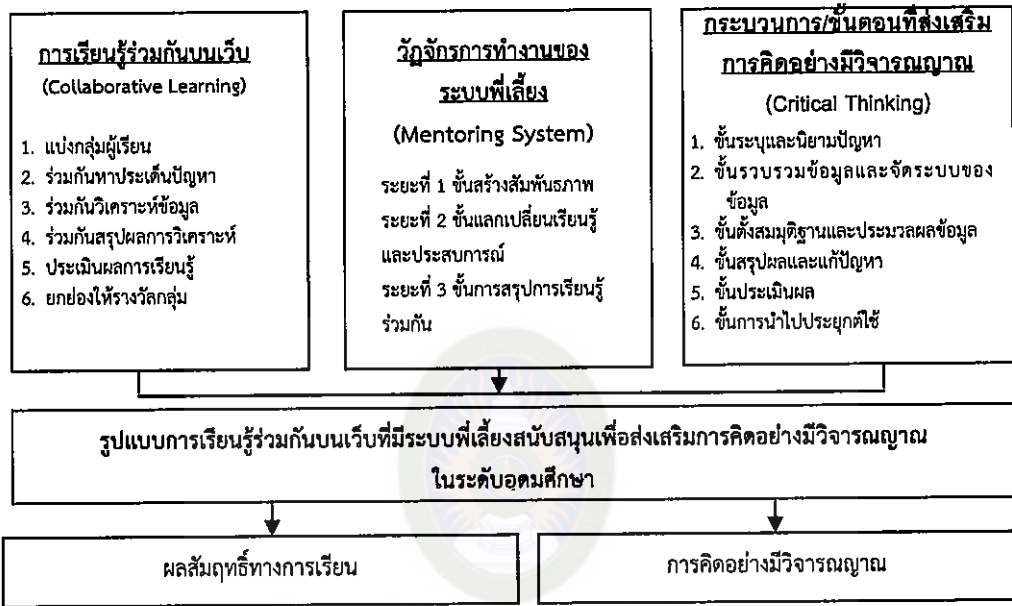 การเรียนรู้ร่วมกันบนเว็บ
(Collaborative Learning)
1. แบ่งกลุ่มผู้เรียน
2. ร่วมกันหาประเด็นปัญหา
3. ร่วมกันวิเคราะห์ข้อมูล
4. ร่วมกันสรุปผลการวิเคราะห์
5. ประเมินผลการเรียนรู้
6. ยกย่องให้รางวัลกลุ่ม
วัฏจักรการทำงานของ
ระบบพี่เลี้ยง
(Mentoring System)
ระยะที่ 1 ขั้นสร้างสัมพันธภาพ
ระยะที่ 2 ขั้นแลกเปลี่ยนเรียนรู้
และประสบการณ์
ระยะที่ 3 ขั้นการสรุปการเรียนรู้
ร่วมกัน
กระบวนการ/ขั้นตอนที่ส่งเสริม
การคิดอย่างมีวิจารณญาณ
(Critical Thinking)
1. ขั้นระบุและนิยามปัญหา
2. ขั้นรวบรวมข้อมูลและจัดระบบของ
ข้อมูล
3. ขั้นตั้งสมมุติฐานและประมวลผลข้อมูล
4. ขั้นสรุปผลและแก้ปัญหา
5. ขั้นประเมินผล
6. ขั้นการนำไปประยุกต์ใช้
รูปแบบการเรียนรู้ร่วมกันบนเว็บที่มีระบบพี่เลี้ยงสนับสนุนเพื่อส่งเสริมการคิดอย่างมีวิจารณญาณ
ในระดับอุดมศึกษา
ผลสัมฤทธิ์ทางการเรียน
การคิดอย่างมีวิจารณญาณ